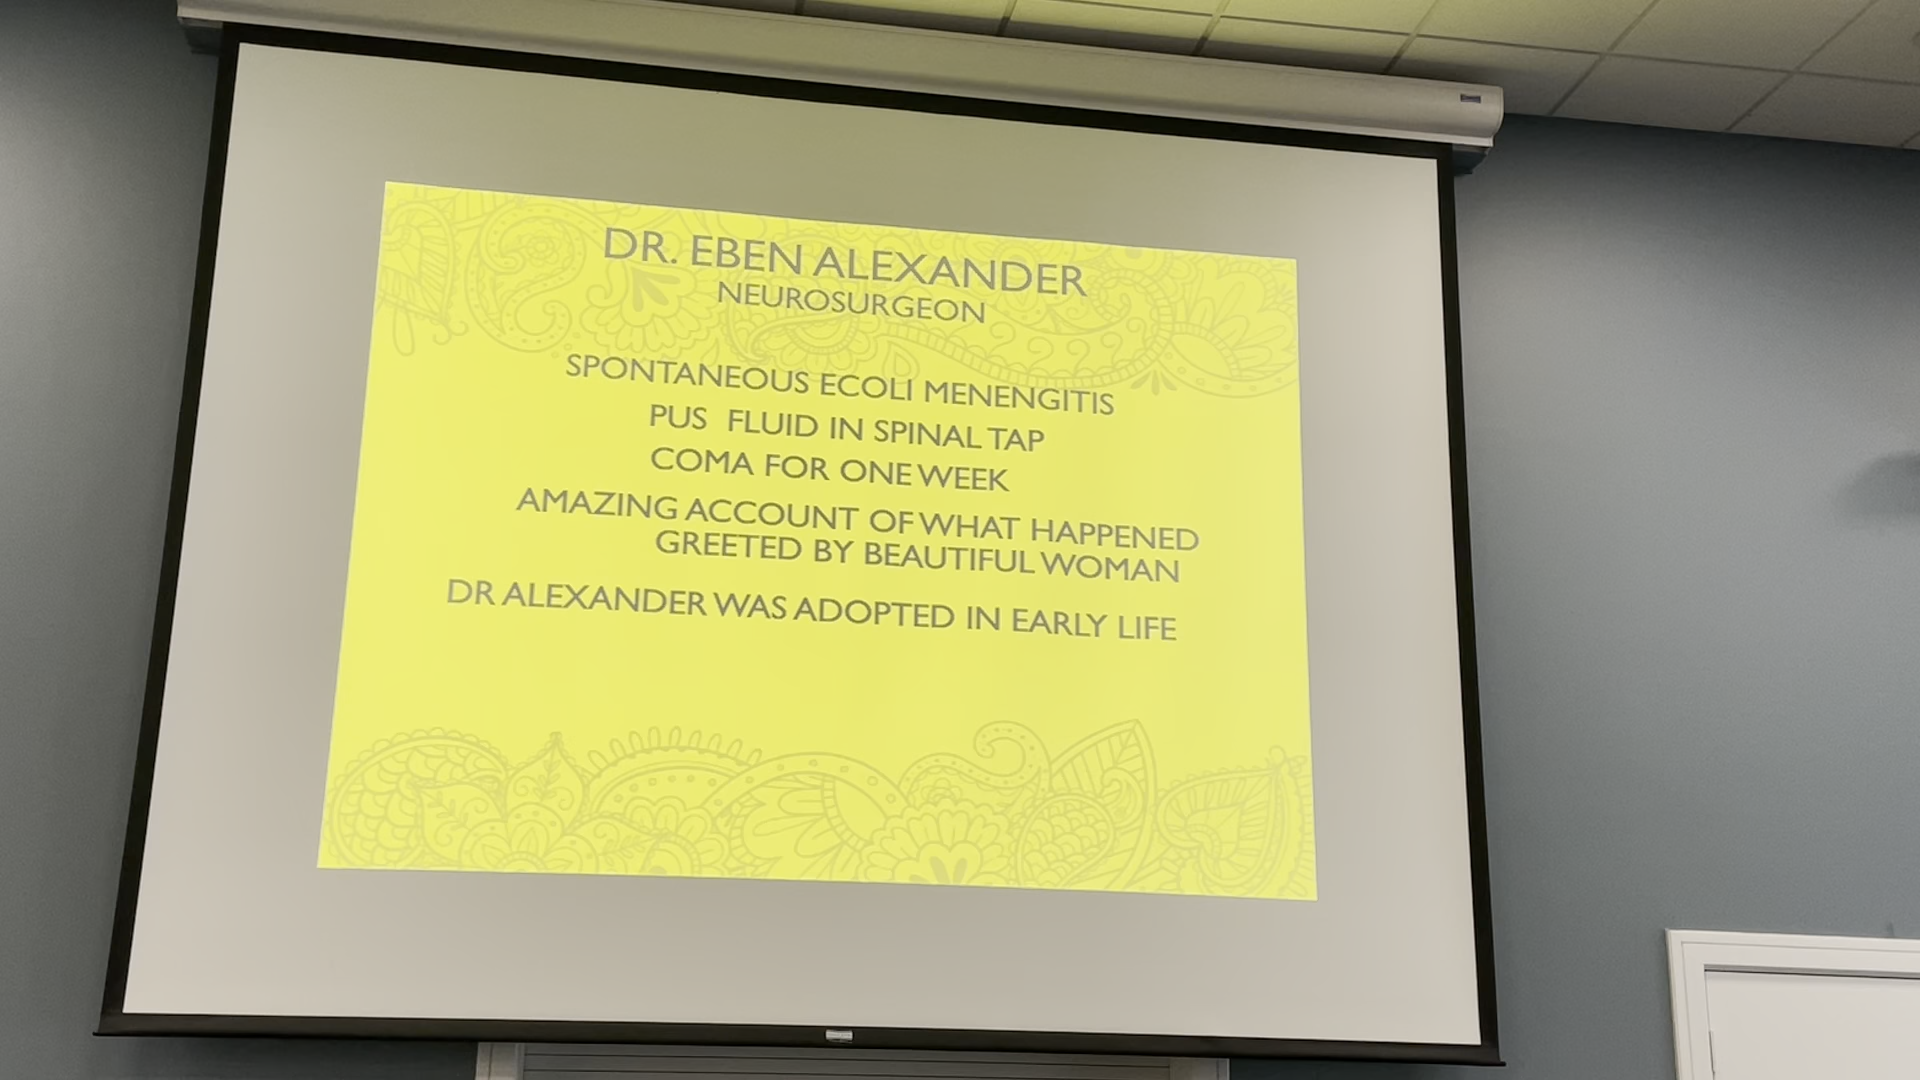 DR. EBEN ALEXANDER
NEUROSURGEON
SPONTANEOUS ECOLI MENENGITIS
PUS FLUID IN SPINAL TAP
COMA FOR ONE WEEK
AMAZING ACCOUNT OF WHAT HAPPENED
GREETED BY BEAUTIFUL WOMAN
DR ALEXANDER WAS ADOPTED IN EARLY LIFE